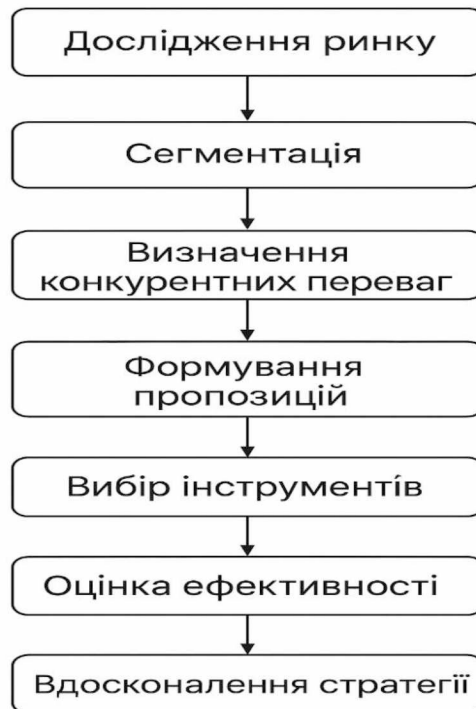 Дослідження ринку
Сегментація
Визначення
конкурентних переваг
Формування
пропозицій
Вибір інструментів
Оцінка ефективності
Вдосконалення стратегії